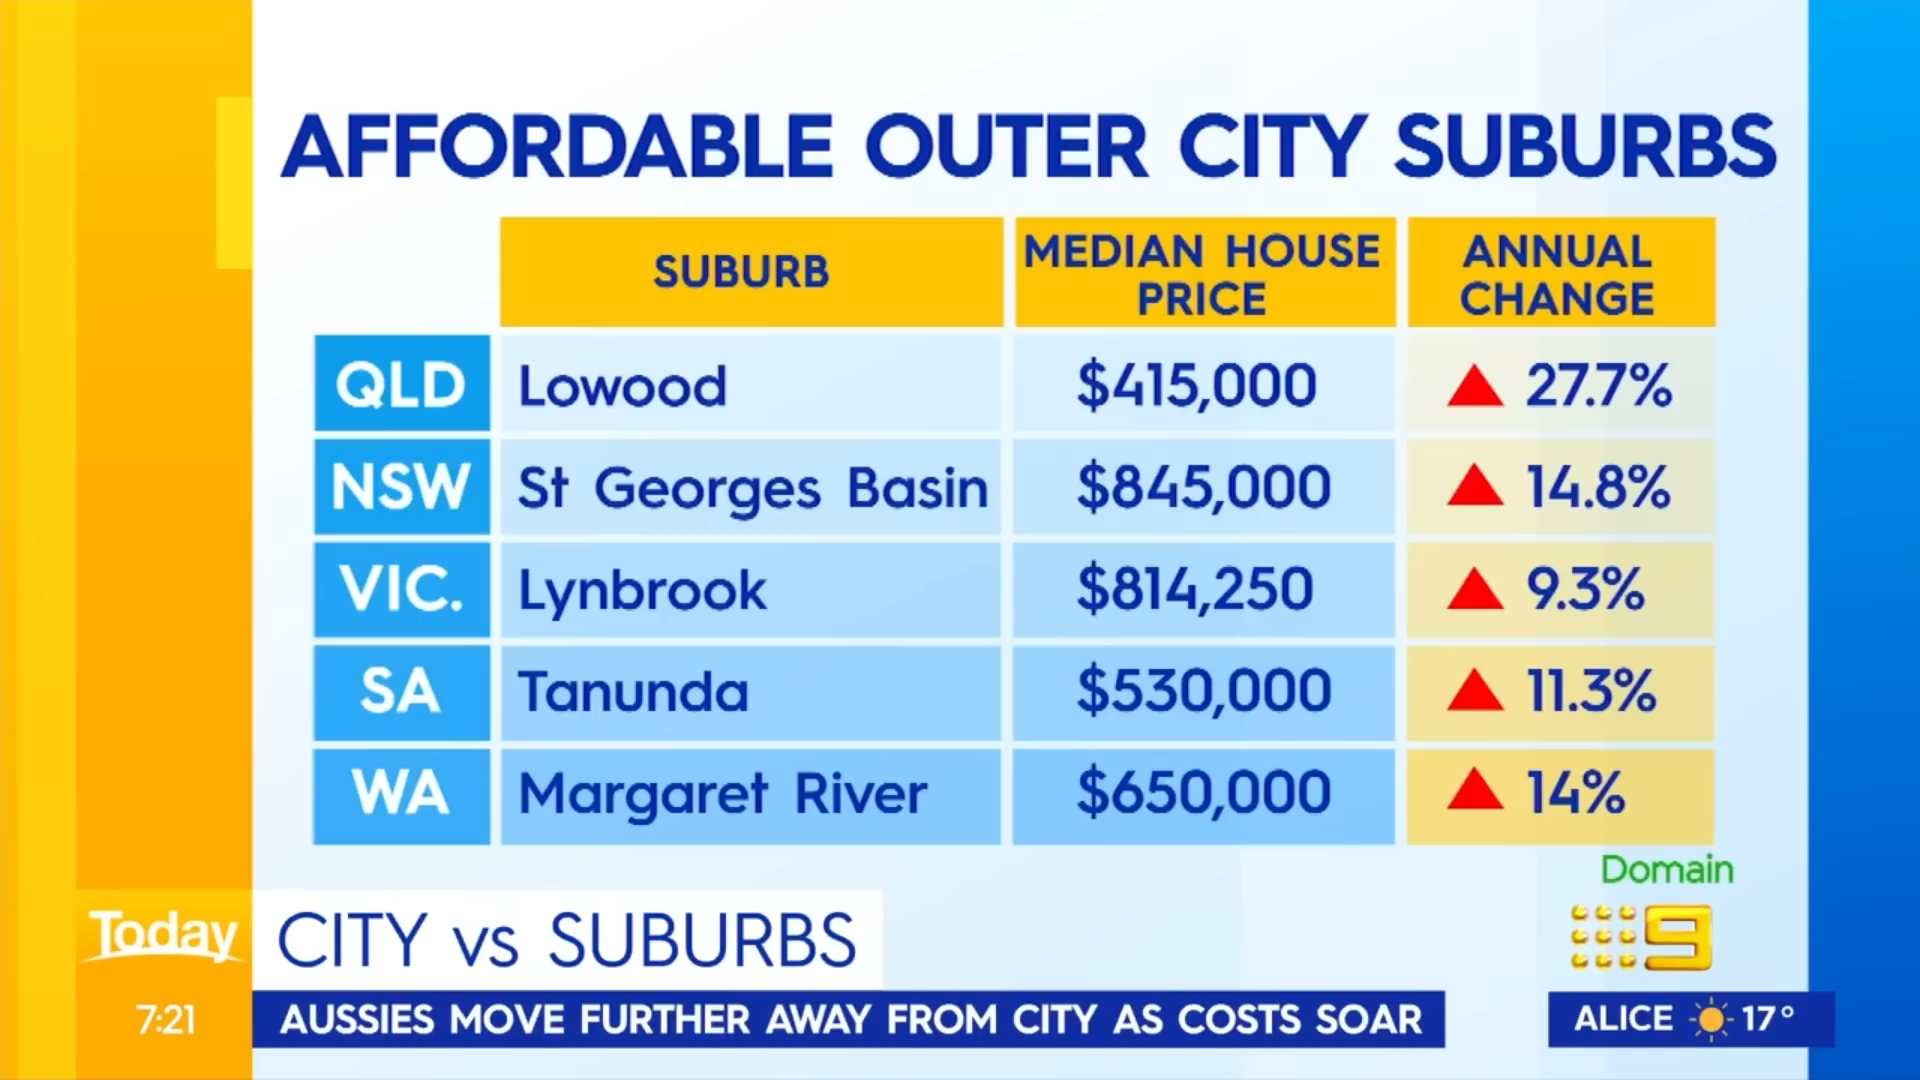 AFFORDABLE OUTER CITY SUBURBS
SUBURB
MEDIAN HOUSE
PRICE
ANNUAL
CHANGE
QLD Lowood $415,000 27.7%
NSW St Georges Basin $845,000 14.8%
VIC. Lynbrook $814,250 9.3%
SA Tanunda $530,000 11.3%
WA Margaret River $650,000 14%
Domain
Today
CITY vs SUBURBS
9
7:21
AUSSIES MOVE FURTHER AWAY FROM CITY AS COSTS SOAR
ALICE 17°